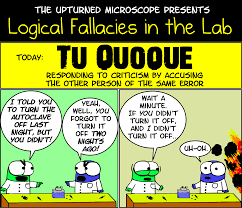 THE UPTURNED MICROSCOPE PRESENTS
Logical Fallacies in the Lab
TODAY:
TU QUOQUE
RESPONDING TO CRITICISM BY ACCUSING
THE OTHER PERSON OF THE SAME ERROR
I TOLD YOU
TO TURN THE
AUTOCLAVE
OFF LAST
NIGHT, BUT
YOU DIDN'T!
YEAH,
WELL, YOU
FORGOT TO
TURN IT
OFF TWO
NIGHTS
AGO!
WAIT A
MINUTE.
IF YOU DIDN'T
TURN IT OFF,
AND I DIDN'T
TURN IT
OFF...
UH-OH.